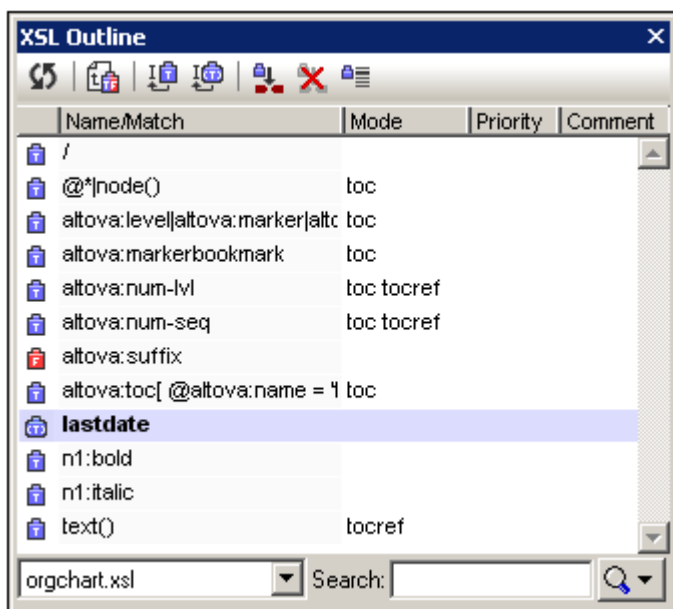 XSL Outline
Name/Match Mode Priority Comment
/
@*|node() toc
altova:level|altova:marker|altc toc
altova:markerbookmark toc
altova:num-lvl toc tocref
altova:num-seq toc tocref
altova:suffix
altova:toc[ @altova:name = 'l toc
lastdate
n1:bold
n1:italic
text() tocref
orgchart.xsl Search: